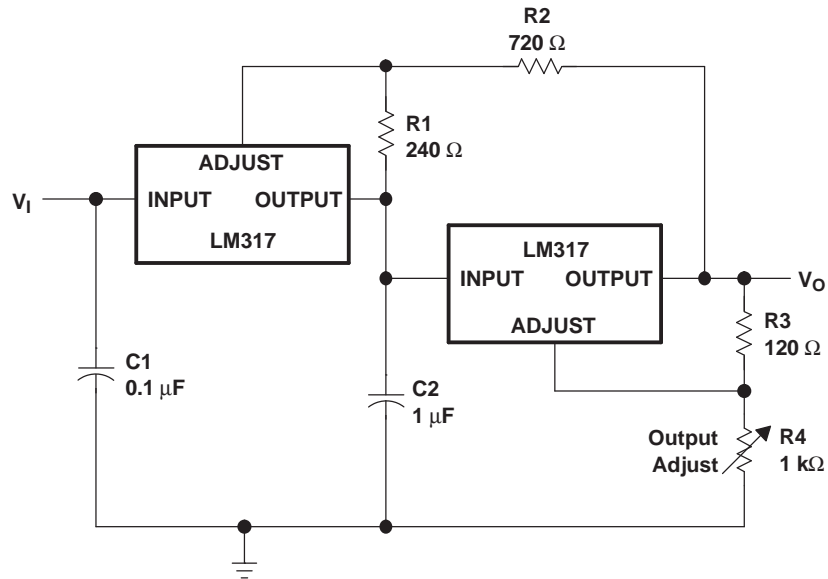 R2
720 Ω
R1
240 Ω
ADJUST
V_I
INPUT OUTPUT
LM317
LM317
INPUT OUTPUT
ADJUST
V_O
R3
120 Ω
C1
0.1 μF
C2
1 μF
Output
Adjust
R4
1 kΩ